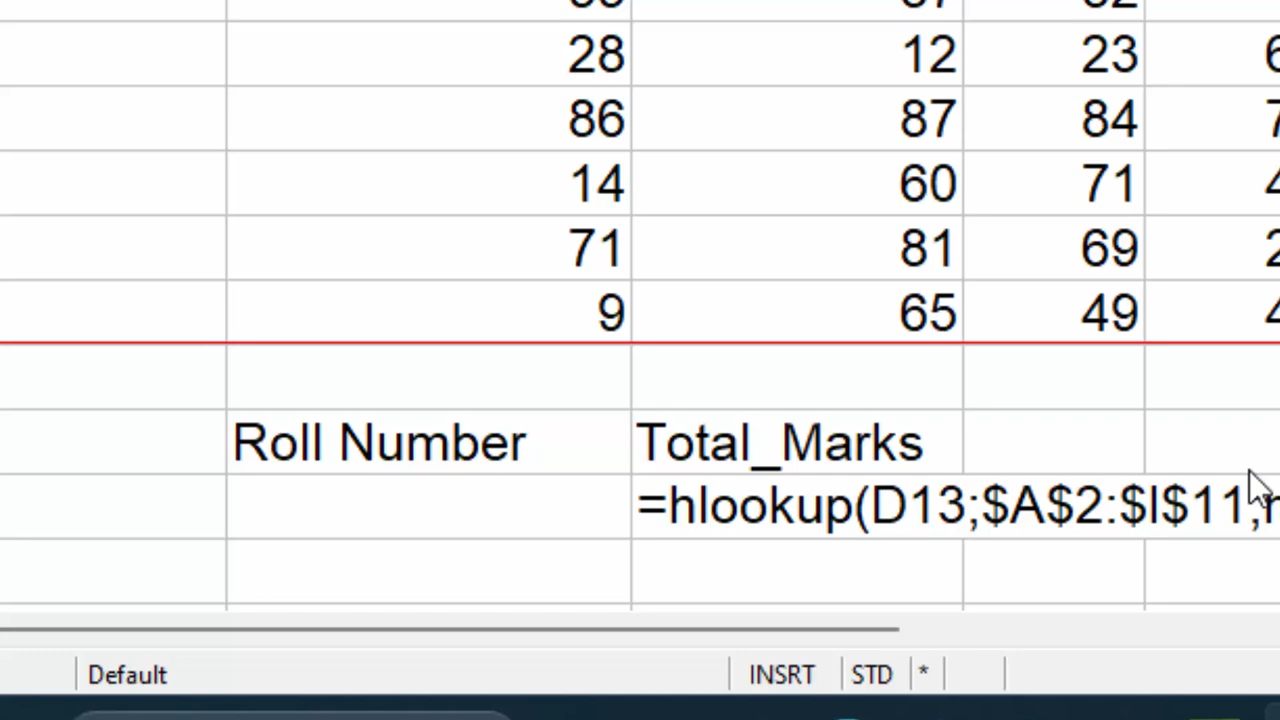 28 12 23
86 87 84
14 60 71
71 81 69
9 65 49
Roll Number Total_Marks
=hlookup(D13;$A$2:$I$11,
Default INSRT STD *